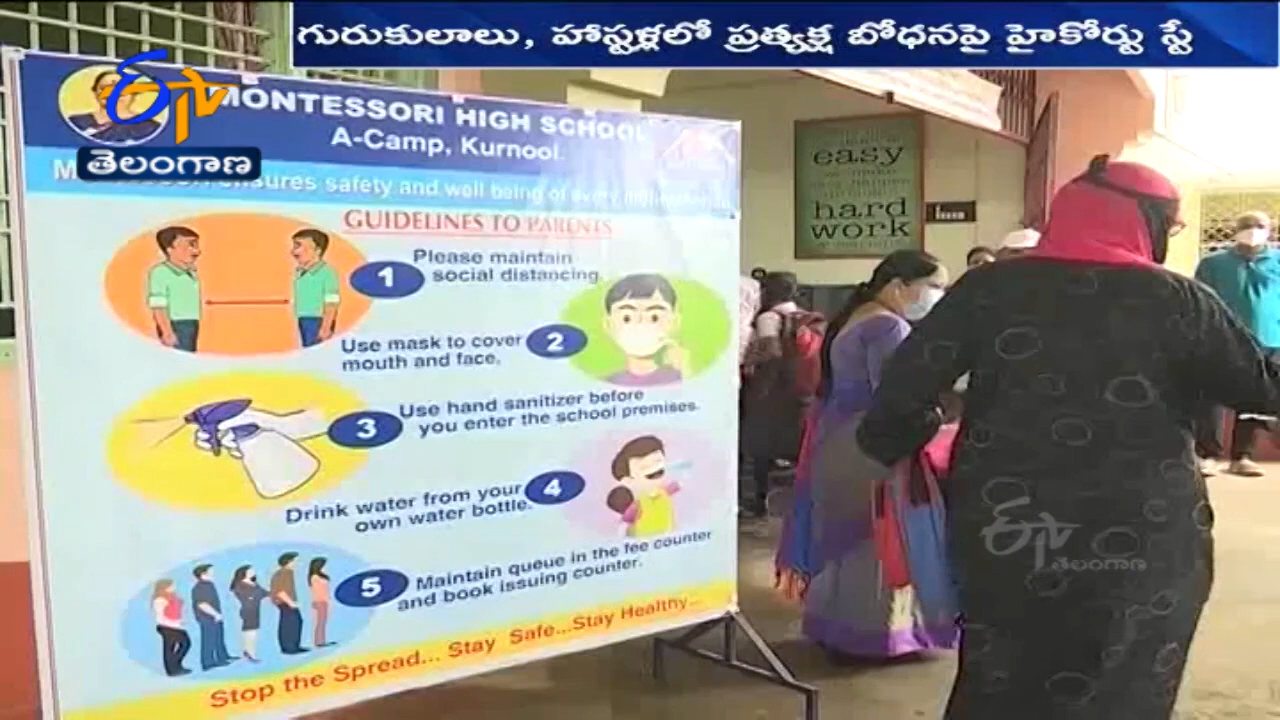 గురుకులాలు, హాస్టళ్లలో ప్రత్యక్ష బోధనపై హైకోర్టు స్టే
ETV
తెలంగాణ
MONTESSORI HIGH SCHOOL
A-Camp, Kurnool.
ensures safety and well being of every
GUIDELINES TO PARENTS
1 Please maintain
social distancing.
Use mask to cover 2
mouth and face.
3 Use hand sanitizer before
you enter the school premises.
Drink water from your 4
own water bottle.
5 Maintain queue in the fee counter
and book issuing counter.
Stop the Spread... Stay Safe...Stay Healthy...
easy
hard
work
తెలంగాణ